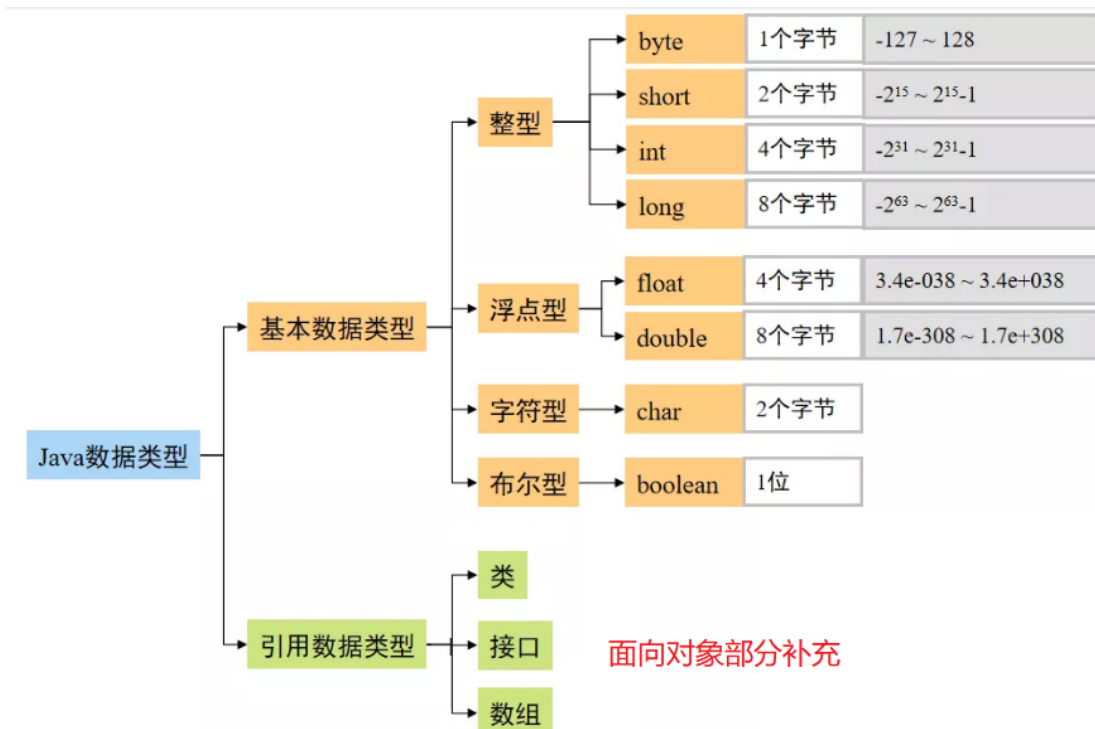 byte 1个字节 -127 ~ 128
short 2个字节 -2¹⁵ ~ 2¹⁵-1
整型
int 4个字节 -2³¹ ~ 2³¹-1
long 8个字节 -2⁶³ ~ 2⁶³-1
float 4个字节 3.4e-038 ~ 3.4e+038
浮点型
基本数据类型
double 8个字节 1.7e-308 ~ 1.7e+308
字符型 char 2个字节
Java数据类型
布尔型 boolean 1位
类
引用数据类型 接口 面向对象部分补充
数组